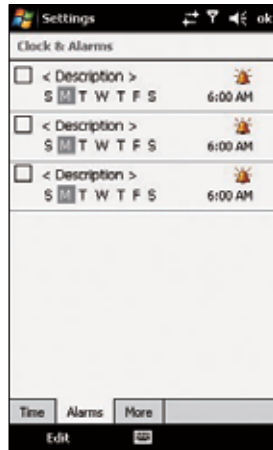 Settings ok
Clock & Alarms
< Description >
S M T W T F S 6:00 AM
< Description >
S M T W T F S 6:00 AM
< Description >
S M T W T F S 6:00 AM
Time Alarms More
Edit